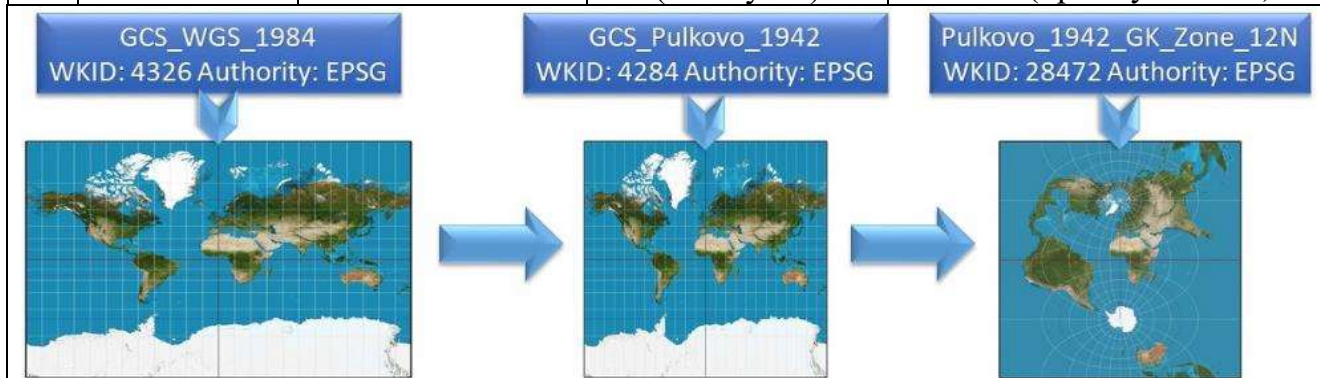 GCS_WGS_1984
WKID: 4326 Authority: EPSG
GCS_Pulkovo_1942
WKID: 4284 Authority: EPSG
Pulkovo_1942_GK_Zone_12N
WKID: 28472 Authority: EPSG